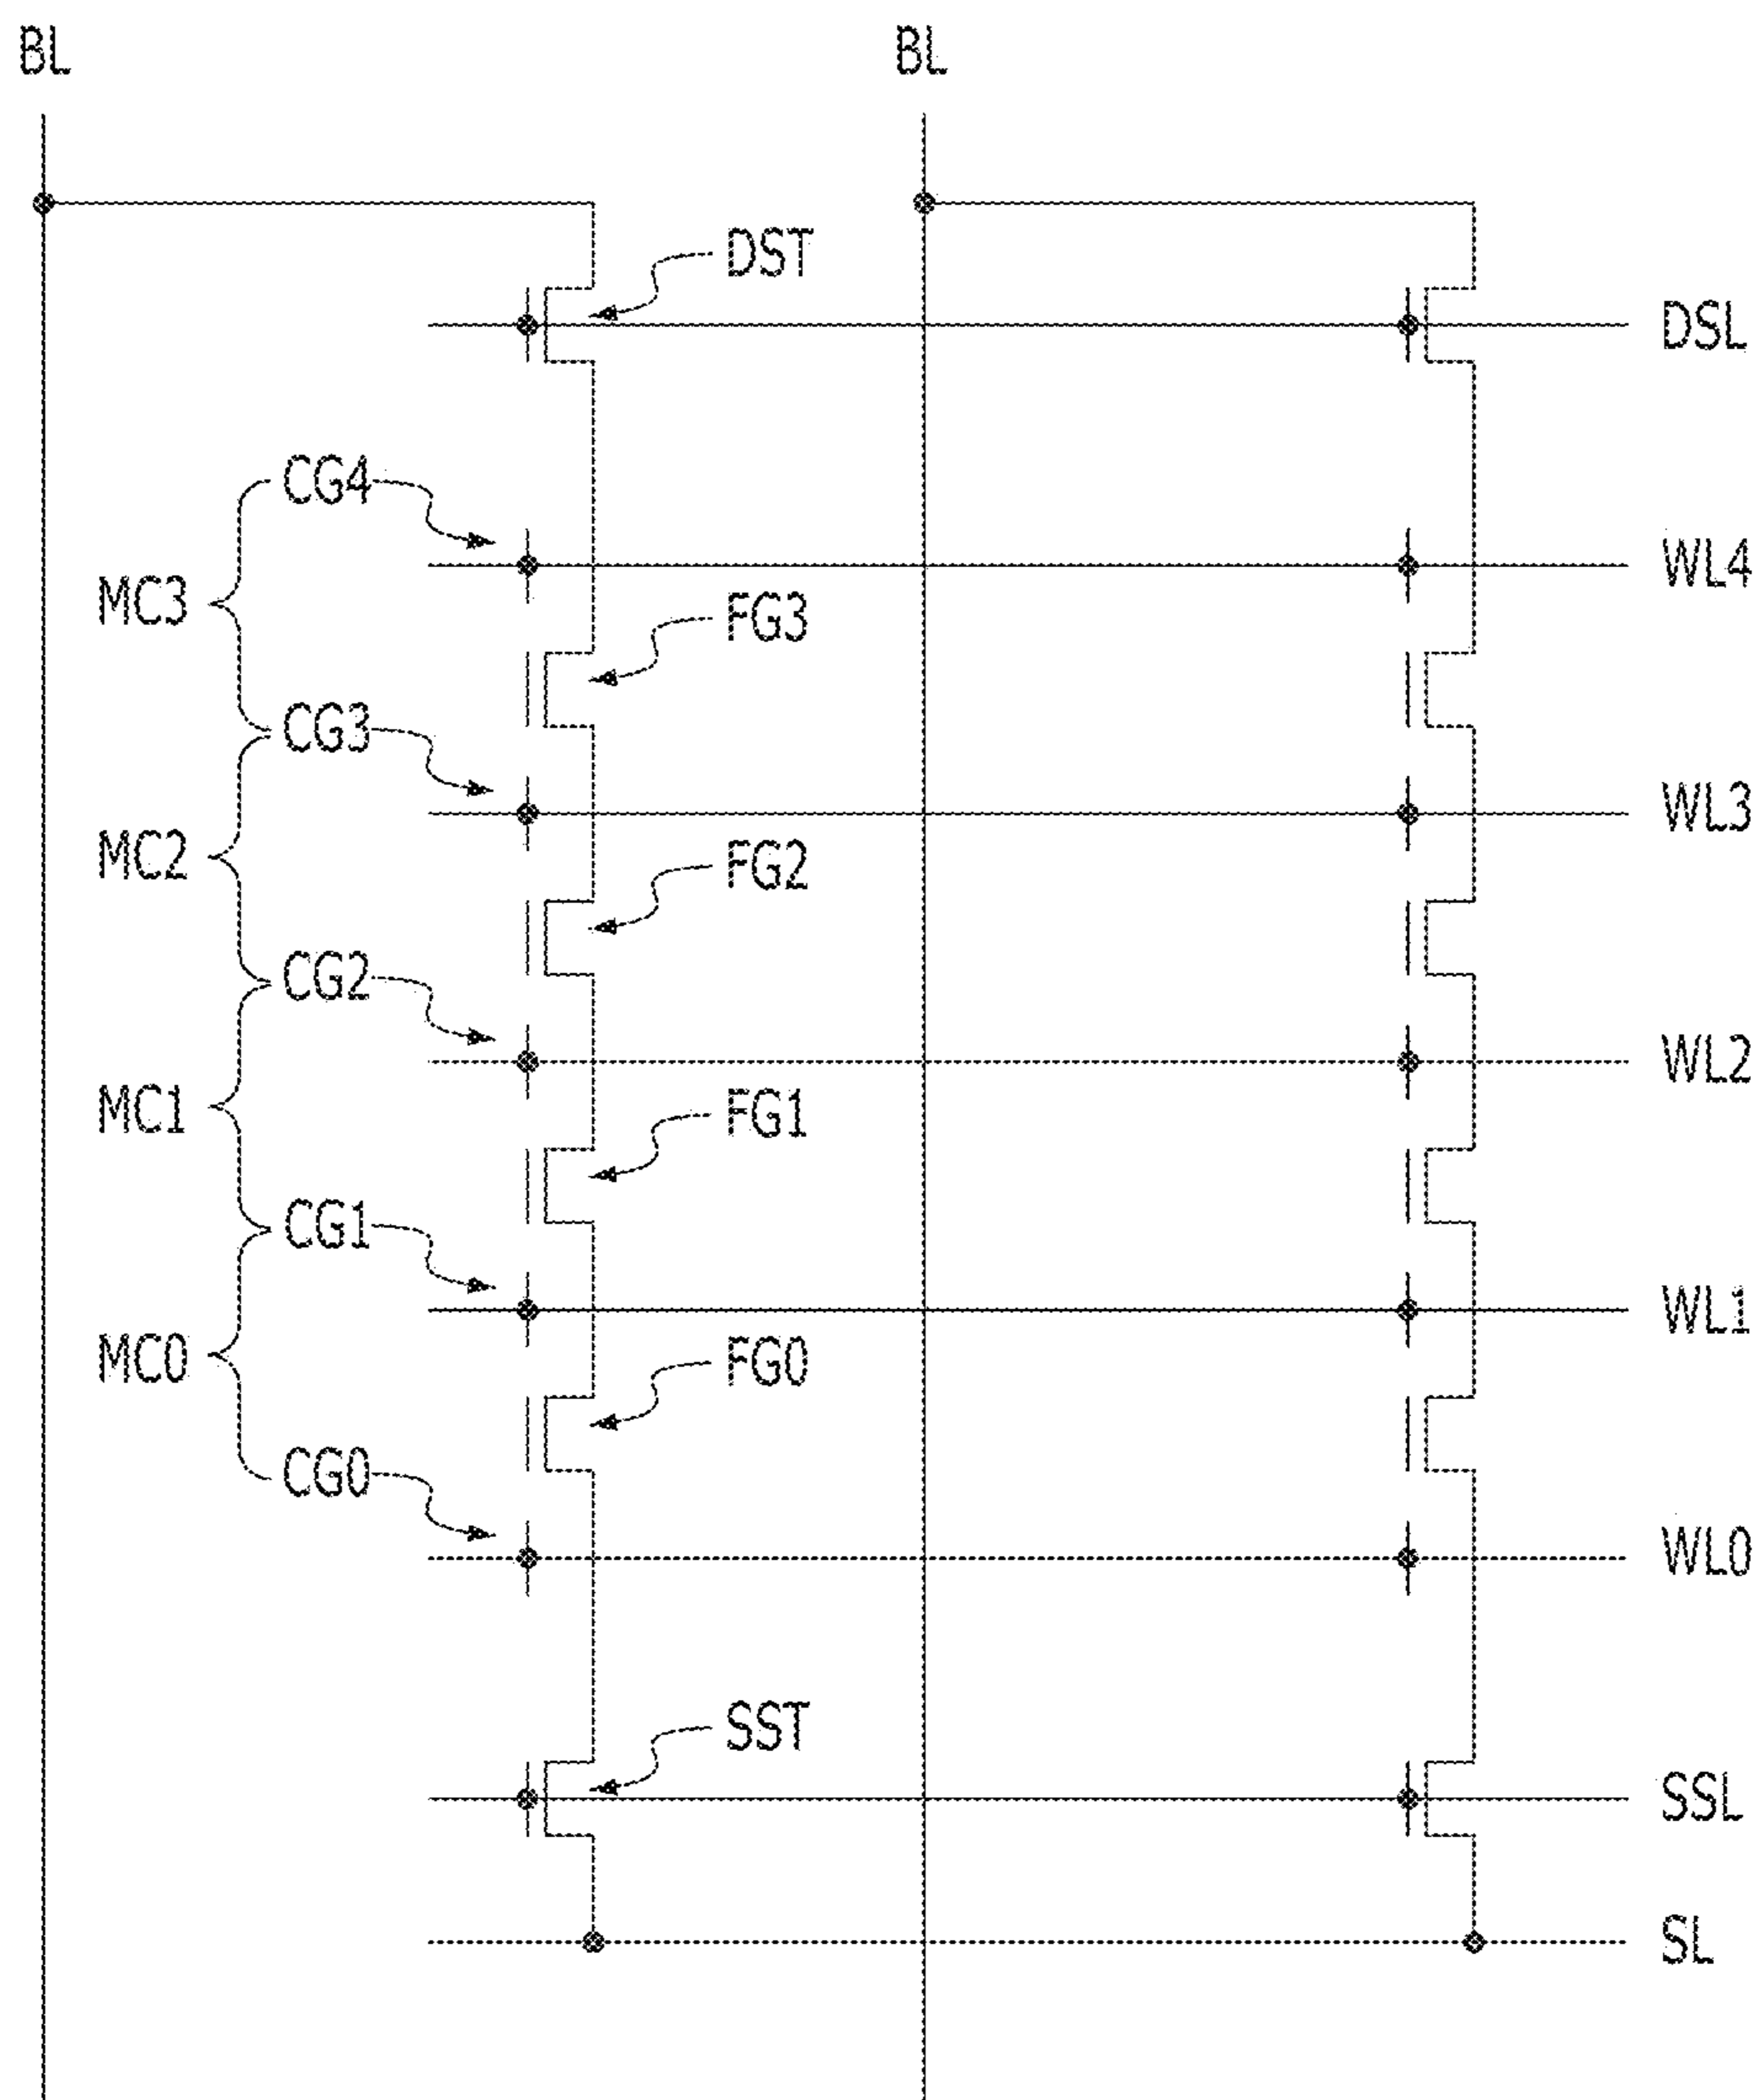 BL BL
DST
DSL
CG4
WL4
MC3
FG3
CG3
WL3
MC2
FG2
CG2
WL2
MC1
FG1
CG1
WL1
MC0
FG0
CG0
WL0
SST
SSL
SL